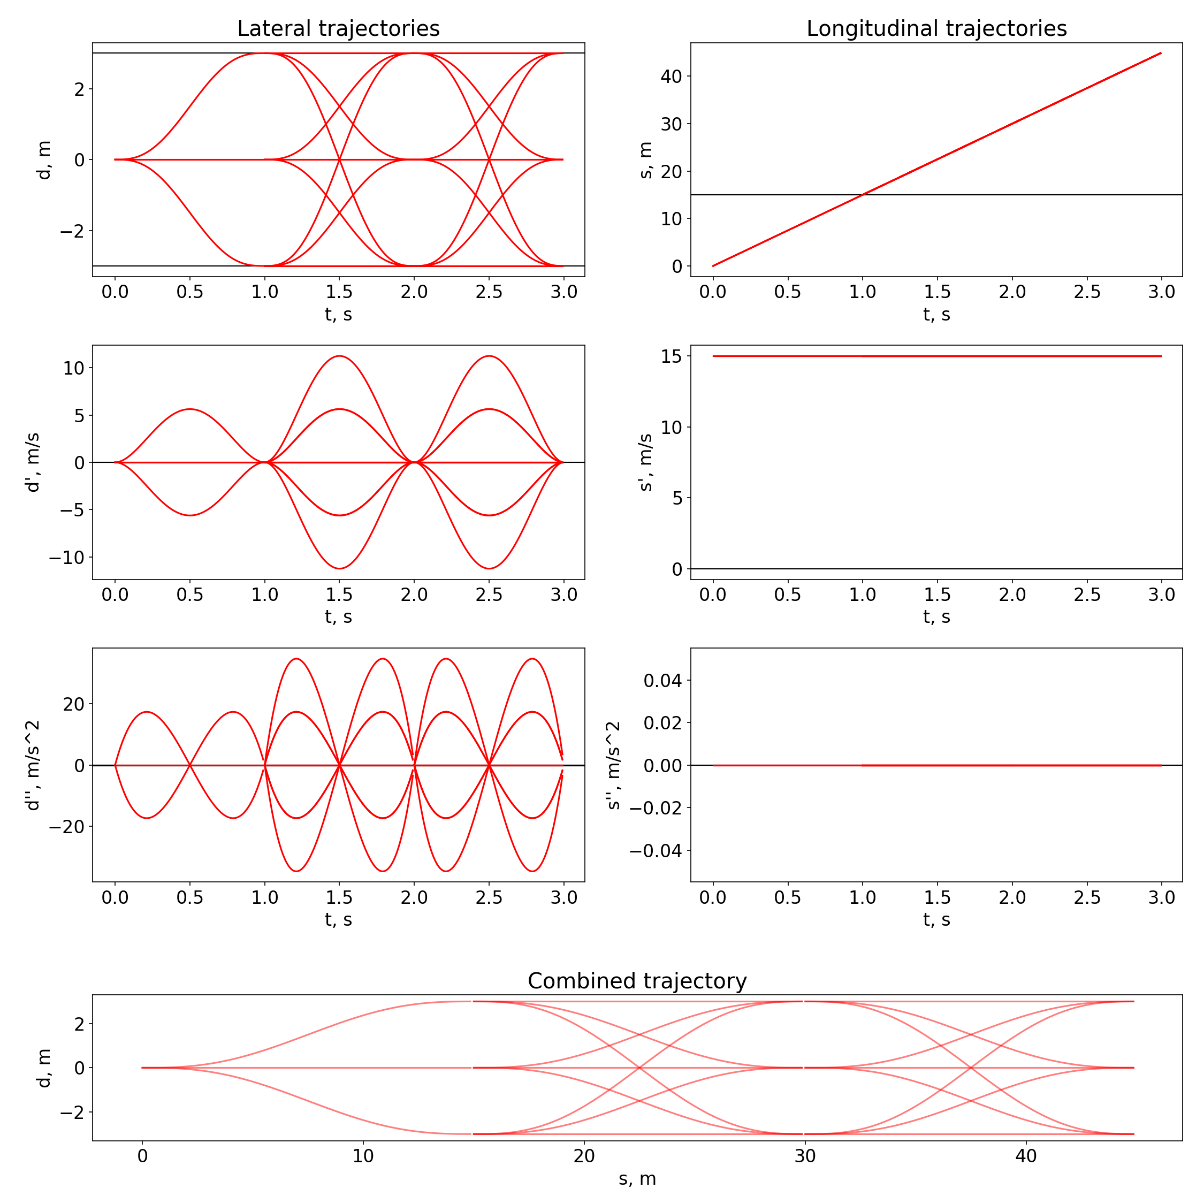 Lateral trajectories
d, m
2
0
−2
0.0 0.5 1.0 1.5 2.0 2.5 3.0
t, s
Longitudinal trajectories
s, m
40
30
20
10
0
0.0 0.5 1.0 1.5 2.0 2.5 3.0
t, s
d', m/s
10
5
0
−5
−10
0.0 0.5 1.0 1.5 2.0 2.5 3.0
t, s
s', m/s
15
10
5
0
0.0 0.5 1.0 1.5 2.0 2.5 3.0
t, s
d'', m/s^2
20
0
−20
0.0 0.5 1.0 1.5 2.0 2.5 3.0
t, s
s'', m/s^2
0.04
0.02
0.00
−0.02
−0.04
0.0 0.5 1.0 1.5 2.0 2.5 3.0
t, s
Combined trajectory
d, m
2
0
−2
0 10 20 30 40
s, m